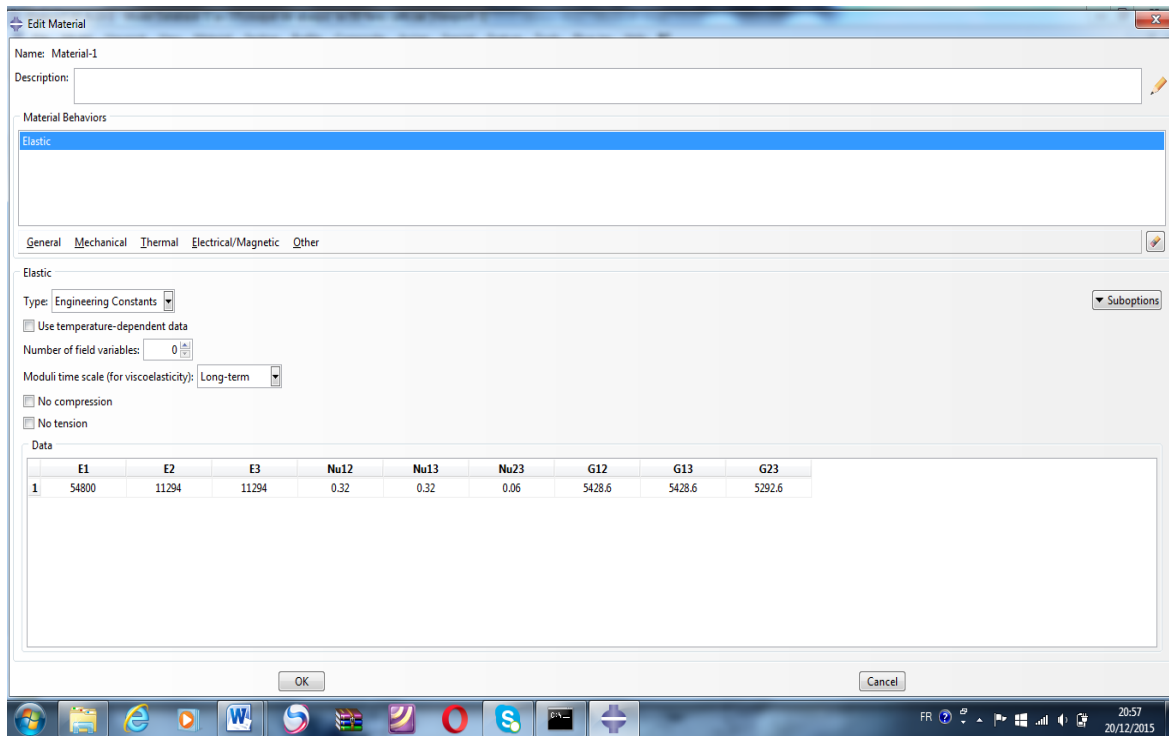 Edit Material
Name: Material-1
Description:
Material Behaviors
Elastic
General Mechanical Thermal Electrical/Magnetic Other
Elastic
Type: Engineering Constants
Suboptions
Use temperature-dependent data
Number of field variables: 0
Moduli time scale (for viscoelasticity): Long-term
No compression
No tension
Data
E1 E2 E3 Nu12 Nu13 Nu23 G12 G13 G23
1 54800 11294 11294 0.32 0.32 0.06 5428.6 5428.6 5292.6
OK Cancel
FR 20:57
20/12/2015